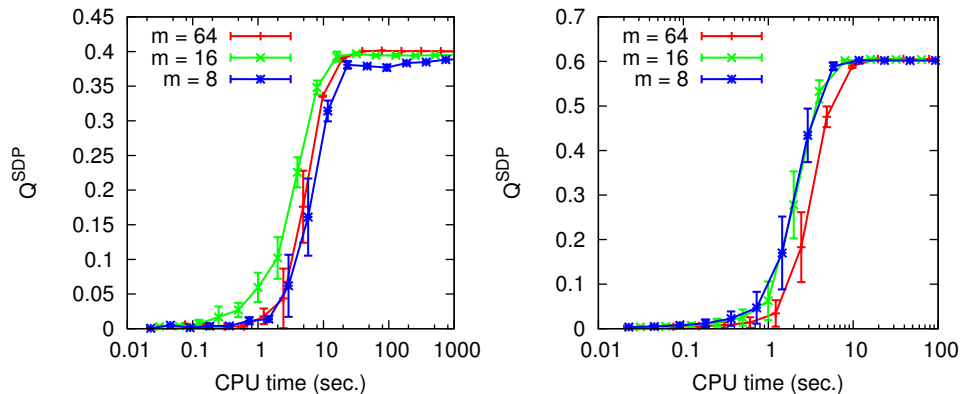 0.45
0.4
0.35
0.3
0.25
0.2
0.15
0.1
0.05
0
Q^SDP
m = 64
m = 16
m = 8
0.01 0.1 1 10 100 1000
CPU time (sec.)
0.7
0.6
0.5
0.4
0.3
0.2
0.1
0
Q^SDP
m = 64
m = 16
m = 8
0.01 0.1 1 10 100
CPU time (sec.)